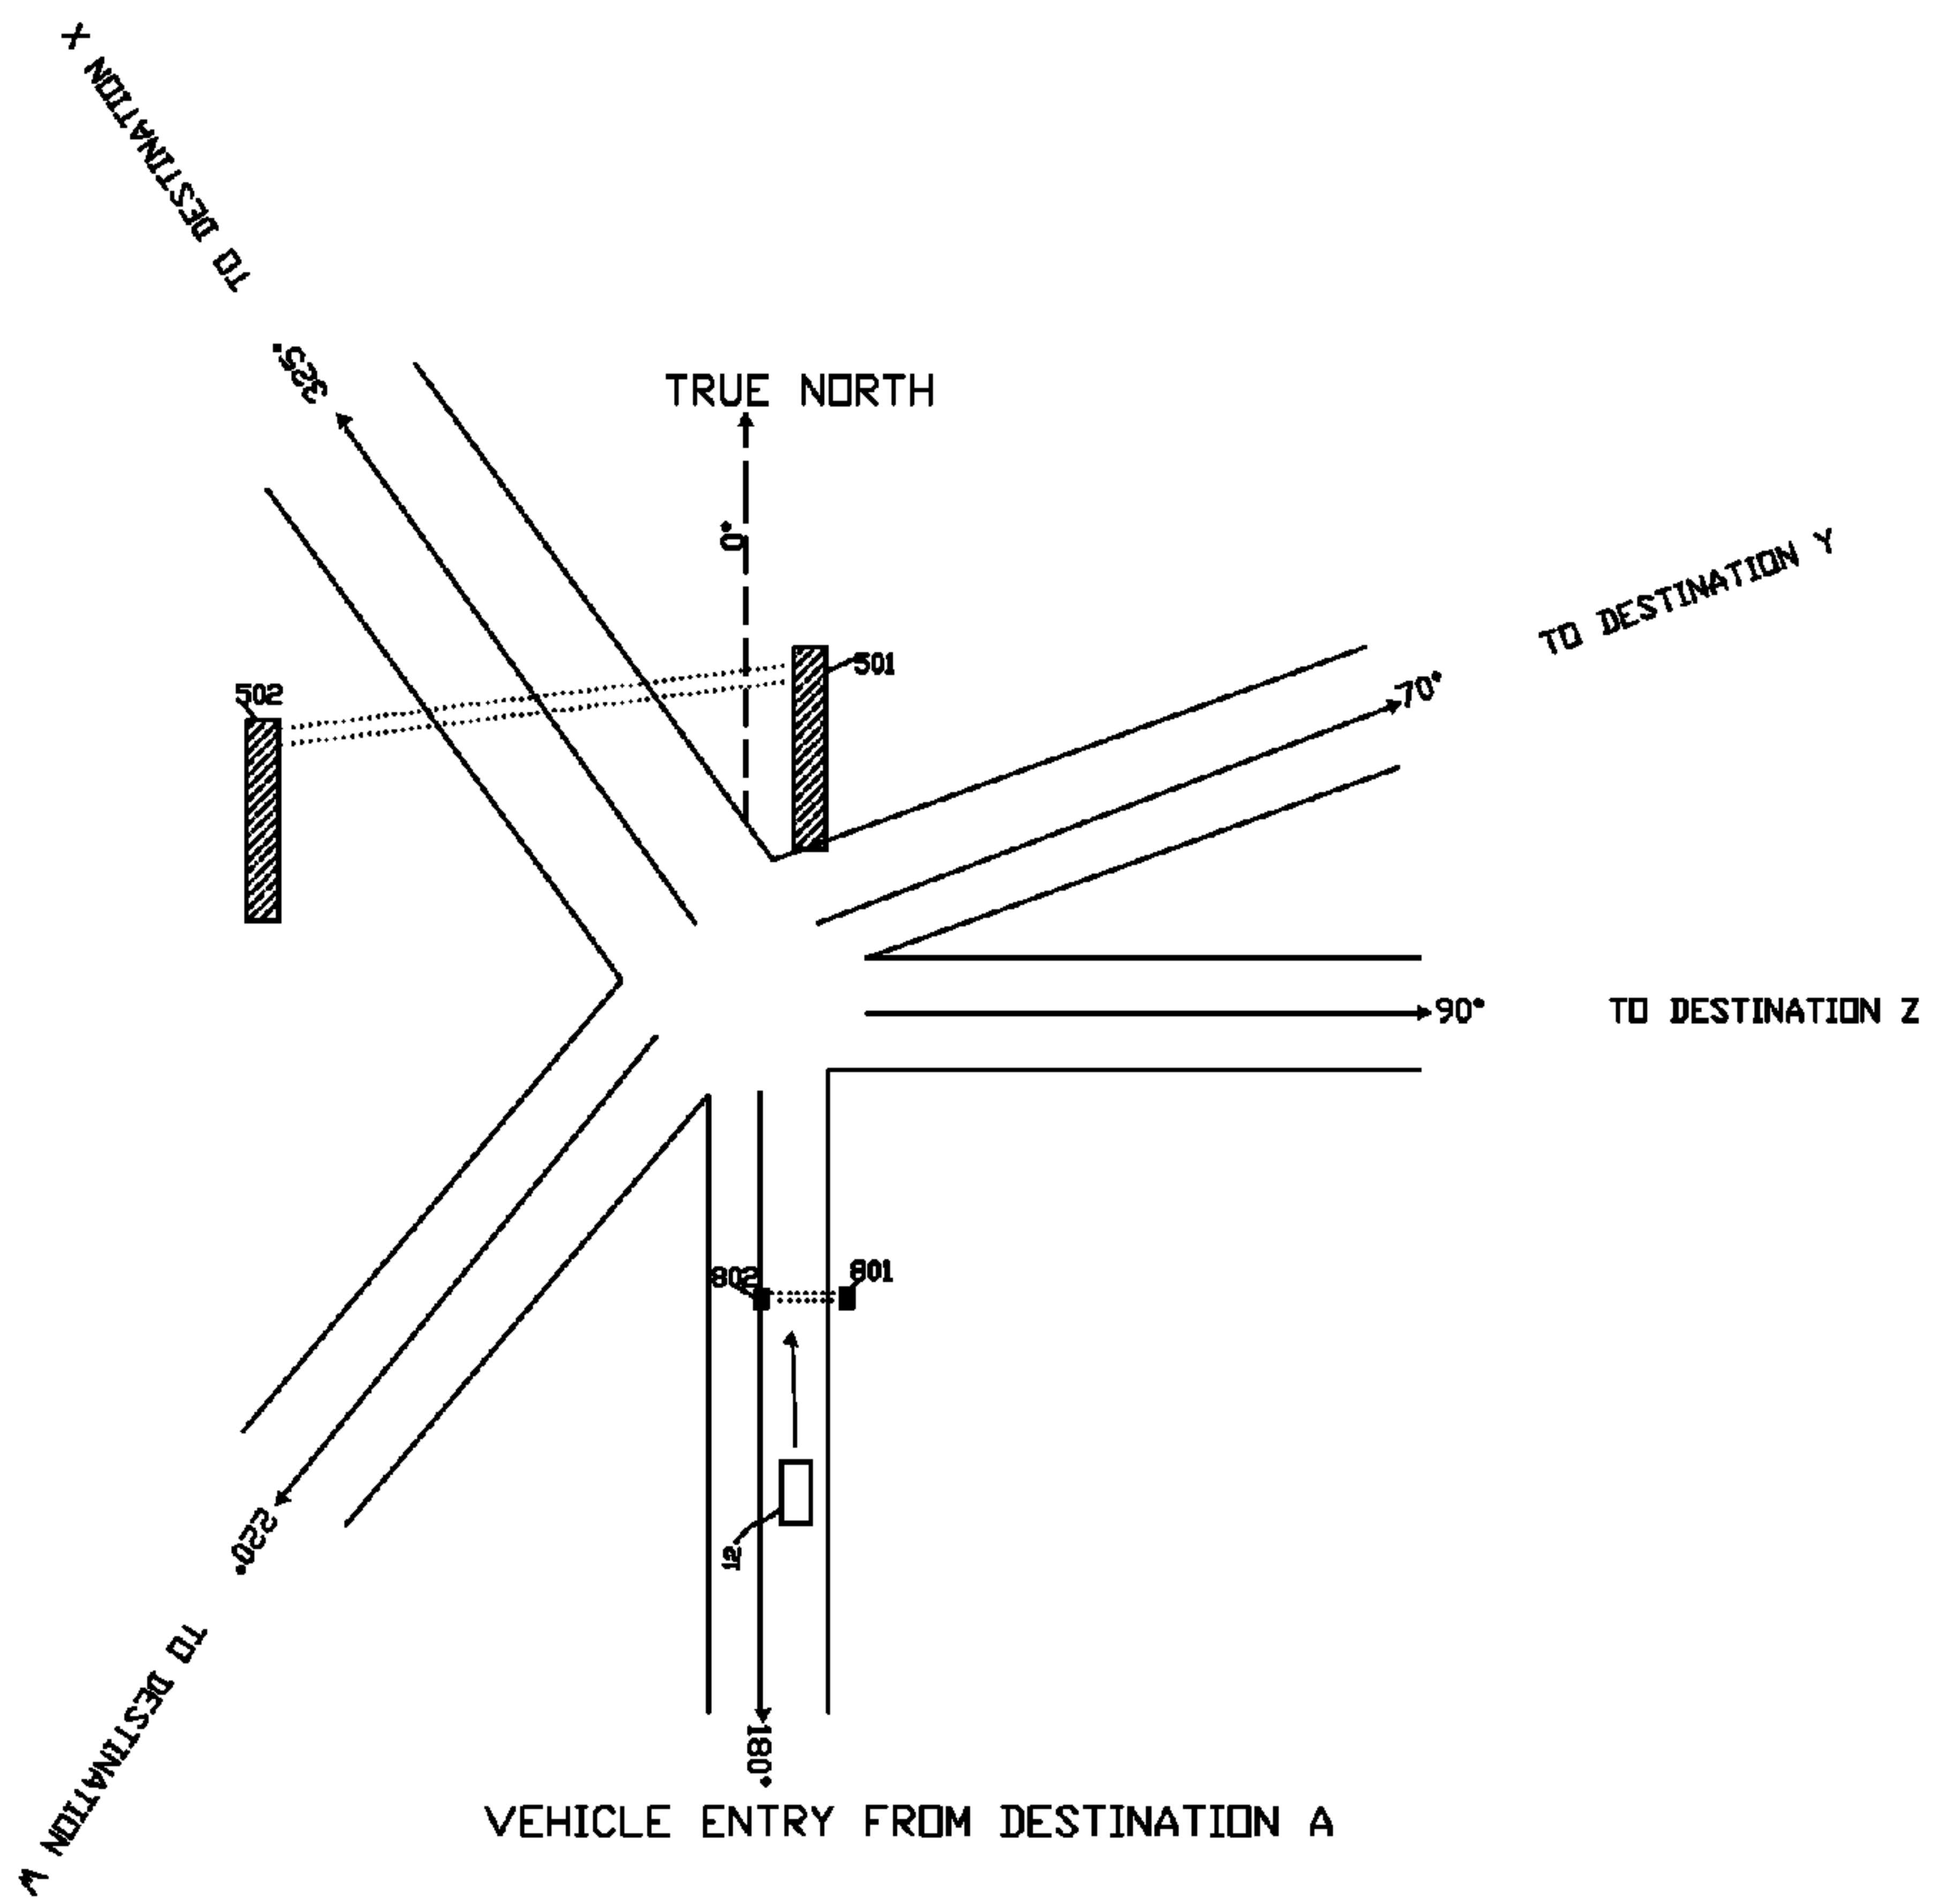 TO DESTINATION X
325°
TRUE NORTH
0°
TO DESTINATION Y
501
70°
502
90°
TO DESTINATION Z
802
801
12
220°
TO DESTINATION W
180°
VEHICLE ENTRY FROM DESTINATION A